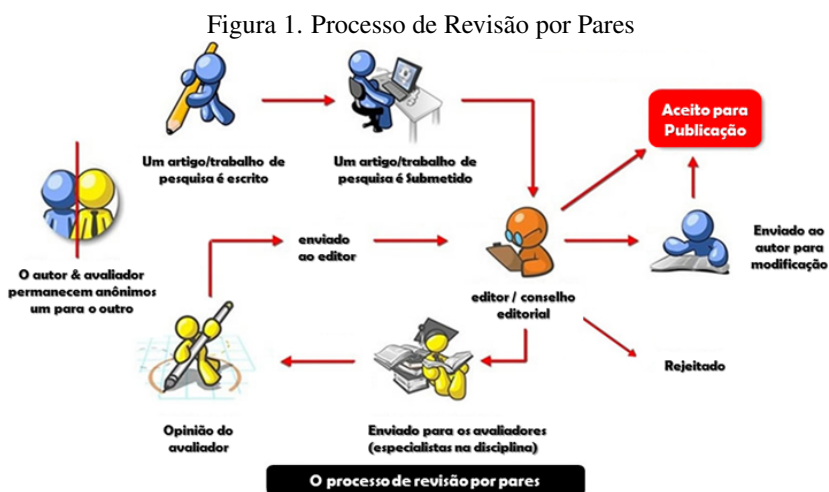 Figura 1. Processo de Revisão por Pares
Um artigo/trabalho de
pesquisa é escrito
Um artigo/trabalho de
pesquisa é Submetido
Aceito para
Publicação
O autor & avaliador
permanecem anônimos
um para o outro
enviado
ao editor
editor / conselho
editorial
Enviado ao
autor para
modificação
Rejeitado
Opinião do
avaliador
Enviado para os avaliadores
(especialistas na disciplina)
O processo de revisão por pares